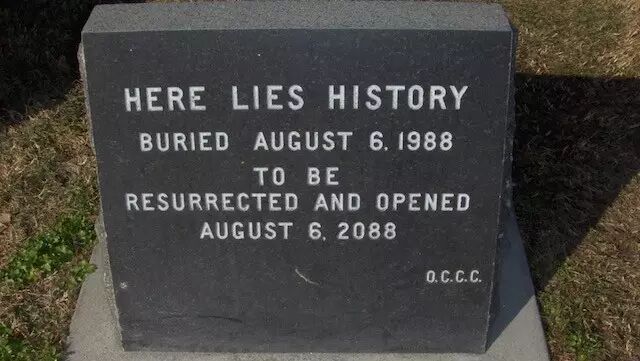 HERE LIES HISTORY
BURIED AUGUST 6, 1988
TO BE
RESURRECTED AND OPENED
AUGUST 6, 2088
O.C.C.C.